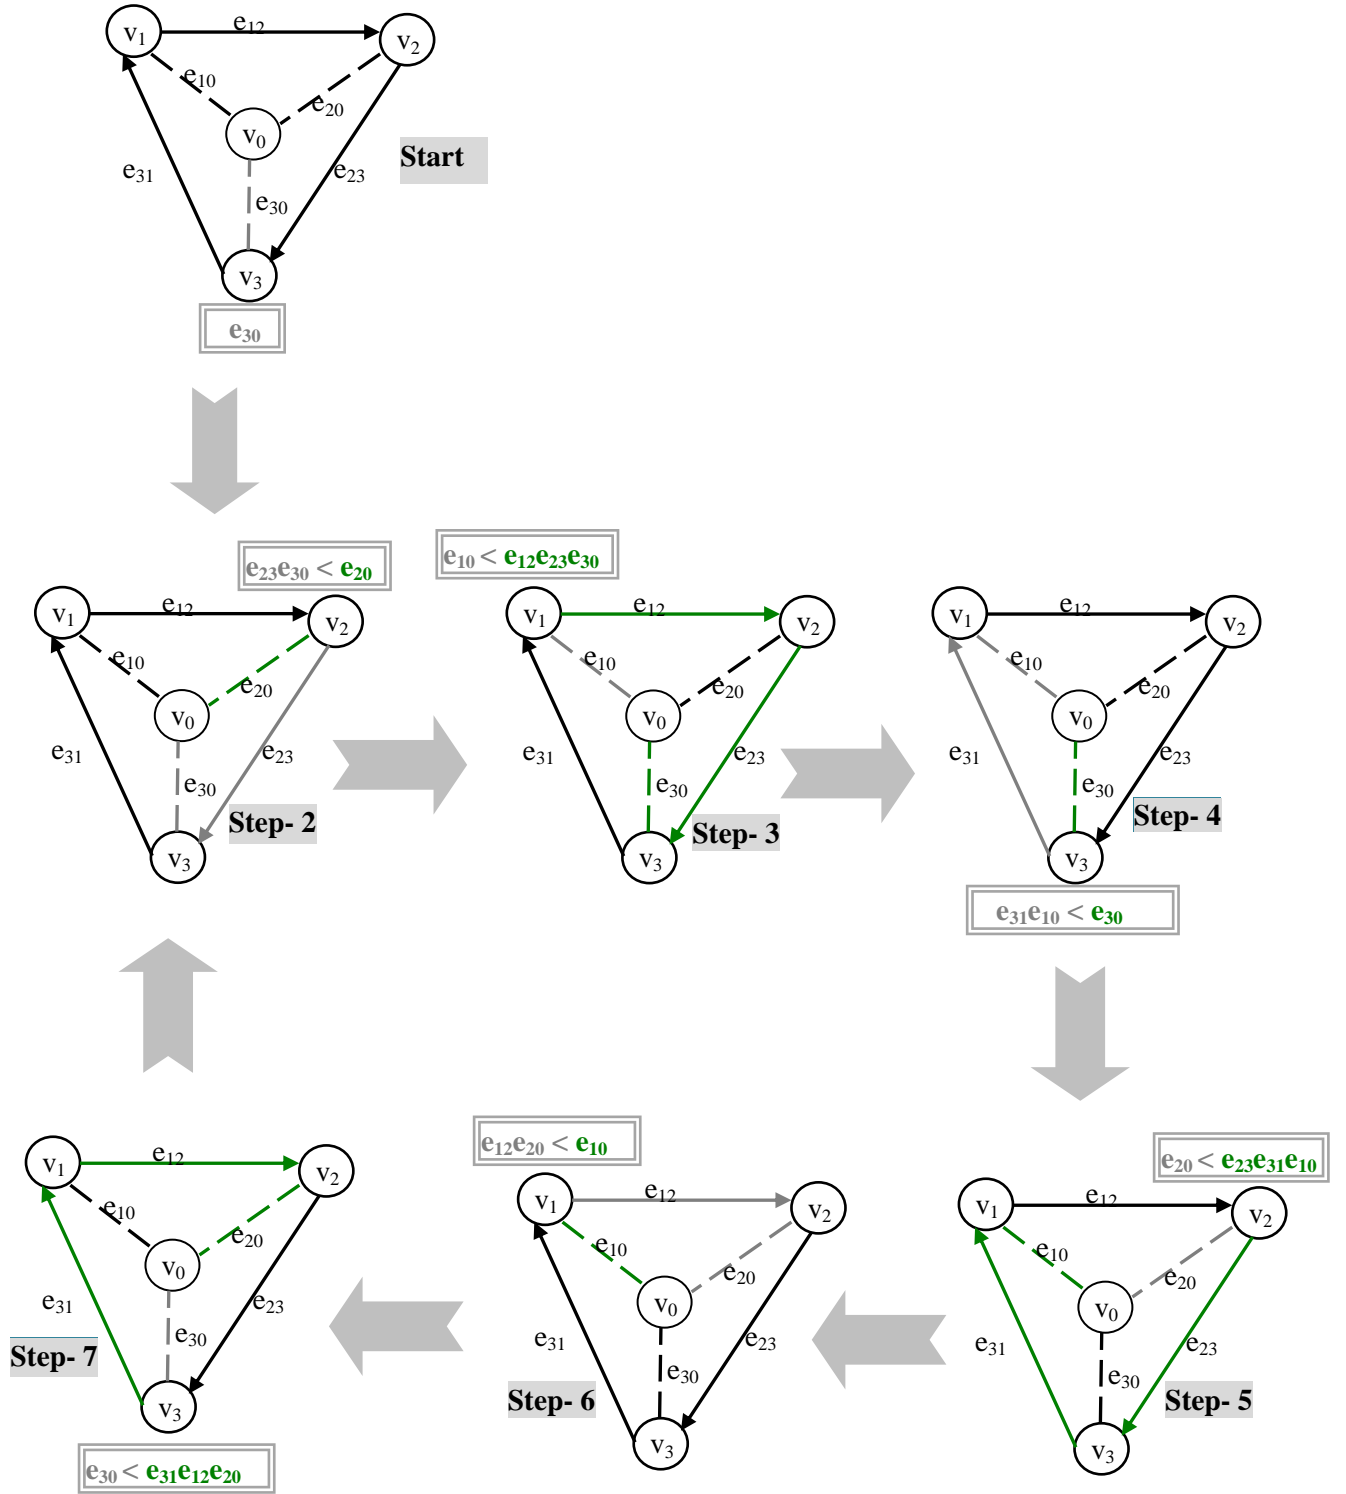 v₁ e₁₂ v₂
e₁₀
e₂₀
v₀
Start
e₃₁ e₂₃
e₃₀
v₃
e₃₀
e₂₃e₃₀ < e₂₀
v₁ e₁₂ v₂
e₁₀
e₂₀
v₀
e₃₁ e₂₃
e₃₀
Step- 2
v₃
e₁₀ < e₁₂e₂₃e₃₀
v₁ e₁₂ v₂
e₁₀
e₂₀
v₀
e₃₁ e₂₃
e₃₀
Step- 3
v₃
v₁ e₁₂ v₂
e₁₀
e₂₀
v₀
e₃₁ e₂₃
e₃₀
Step- 4
v₃
e₃₁e₁₀ < e₃₀
e₂₀ < e₂₃e₃₁e₁₀
v₁ e₁₂ v₂
e₁₀
e₂₀
v₀
e₃₁ e₂₃
e₃₀
Step- 5
v₃
e₁₂e₂₀ < e₁₀
v₁ e₁₂ v₂
e₁₀
e₂₀
v₀
e₃₁ e₂₃
e₃₀
Step- 6
v₃
v₁ e₁₂ v₂
e₁₀
e₂₀
v₀
e₃₁ e₂₃
e₃₀
Step- 7
v₃
e₃₀ < e₃₁e₁₂e₂₀